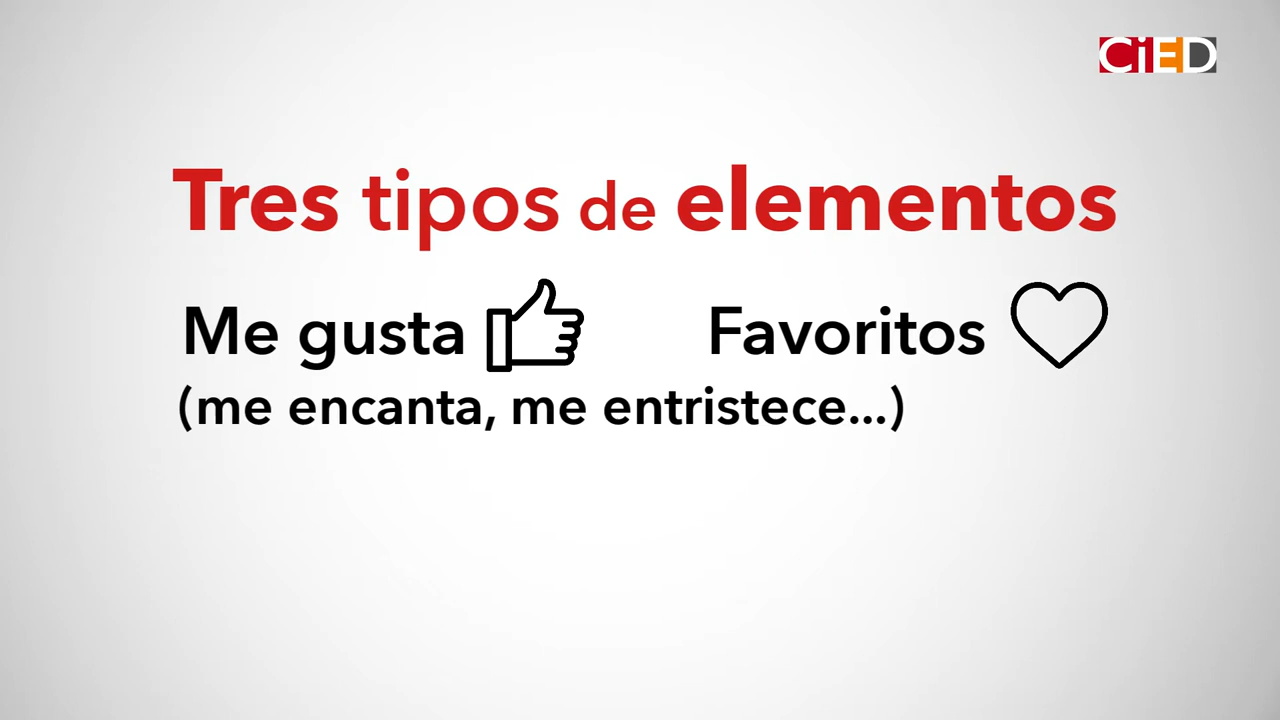 CiED
Tres tipos de elementos
Me gusta Favoritos
(me encanta, me entristece...)